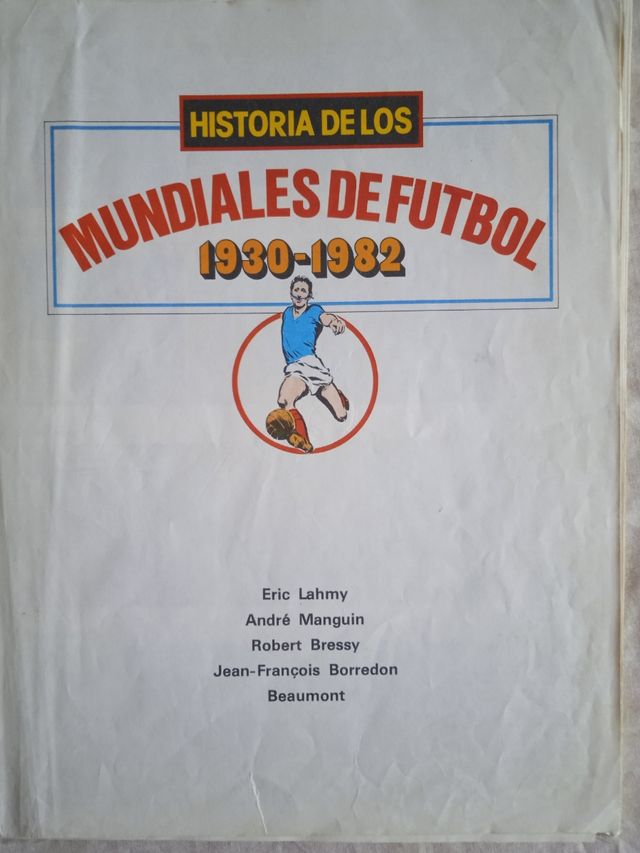 HISTORIA DE LOS
MUNDIALES DE FUTBOL
1930-1982
Eric Lahmy
André Manguin
Robert Bressy
Jean-François Borredon
Beaumont